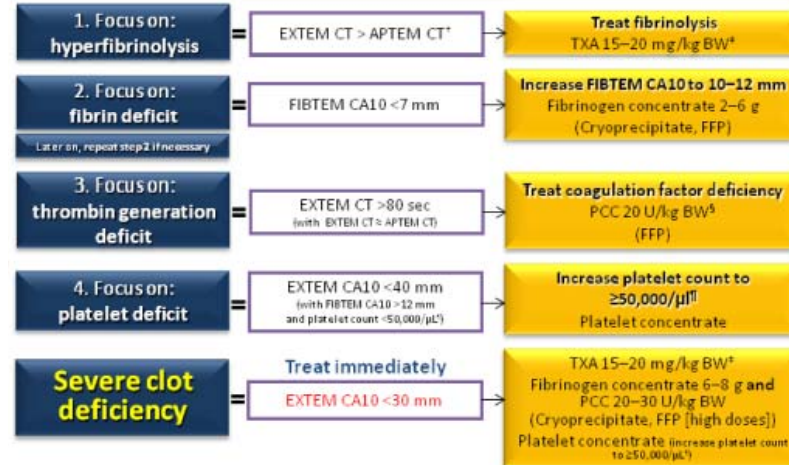 1. Focus on:
hyperfibrinolysis
=
EXTEM CT > APTEM CT†
Treat fibrinolysis
TXA 15–20 mg/kg BW‡
2. Focus on:
fibrin deficit
=
FIBTEM CA10 <7 mm
Increase FIBTEM CA10 to 10–12 mm
Fibrinogen concentrate 2–6 g
(Cryoprecipitate, FFP)
Later on, repeat step 2 if necessary
3. Focus on:
thrombin generation
deficit
=
EXTEM CT >80 sec
(with EXTEM CT ≈ APTEM CT)
Treat coagulation factor deficiency
PCC 20 U/kg BW§
(FFP)
4. Focus on:
platelet deficit
=
EXTEM CA10 <40 mm
(with FIBTEM CA10 >12 mm
and platelet count <50,000/µL)
Increase platelet count to
≥50,000/µl¶
Platelet concentrate
Severe clot
deficiency
=
Treat immediately
EXTEM CA10 <30 mm
TXA 15–20 mg/kg BW‡
Fibrinogen concentrate 6–8 g and
PCC 20–30 U/kg BW
(Cryoprecipitate, FFP [high doses])
Platelet concentrate (increase platelet count
to ≥50,000/µL)